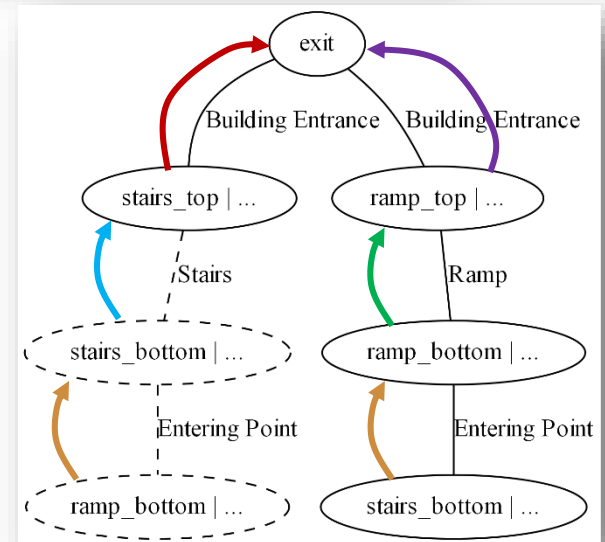 exit
Building Entrance
Building Entrance
stairs_top | ...
ramp_top | ...
Stairs
Ramp
stairs_bottom | ...
ramp_bottom | ...
Entering Point
Entering Point
ramp_bottom | ...
stairs_bottom | ...